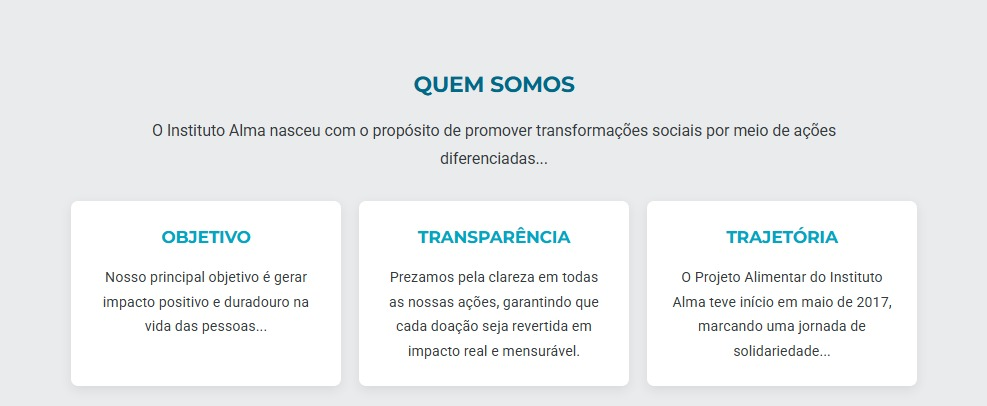 QUEM SOMOS
O Instituto Alma nasceu com o propósito de promover transformações sociais por meio de ações
diferenciadas...
OBJETIVO
Nosso principal objetivo é gerar
impacto positivo e duradouro na
vida das pessoas...
TRANSPARÊNCIA
Prezamos pela clareza em todas
as nossas ações, garantindo que
cada doação seja revertida em
impacto real e mensurável.
TRAJETÓRIA
O Projeto Alimentar do Instituto
Alma teve início em maio de 2017,
marcando uma jornada de
solidariedade...